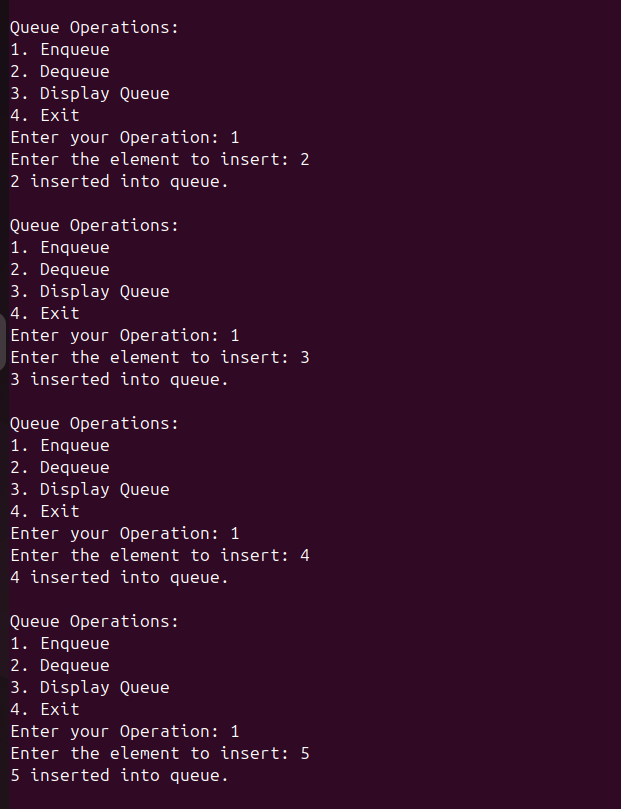 Queue Operations:
1. Enqueue
2. Dequeue
3. Display Queue
4. Exit
Enter your Operation: 1
Enter the element to insert: 2
2 inserted into queue.

Queue Operations:
1. Enqueue
2. Dequeue
3. Display Queue
4. Exit
Enter your Operation: 1
Enter the element to insert: 3
3 inserted into queue.

Queue Operations:
1. Enqueue
2. Dequeue
3. Display Queue
4. Exit
Enter your Operation: 1
Enter the element to insert: 4
4 inserted into queue.

Queue Operations:
1. Enqueue
2. Dequeue
3. Display Queue
4. Exit
Enter your Operation: 1
Enter the element to insert: 5
5 inserted into queue.